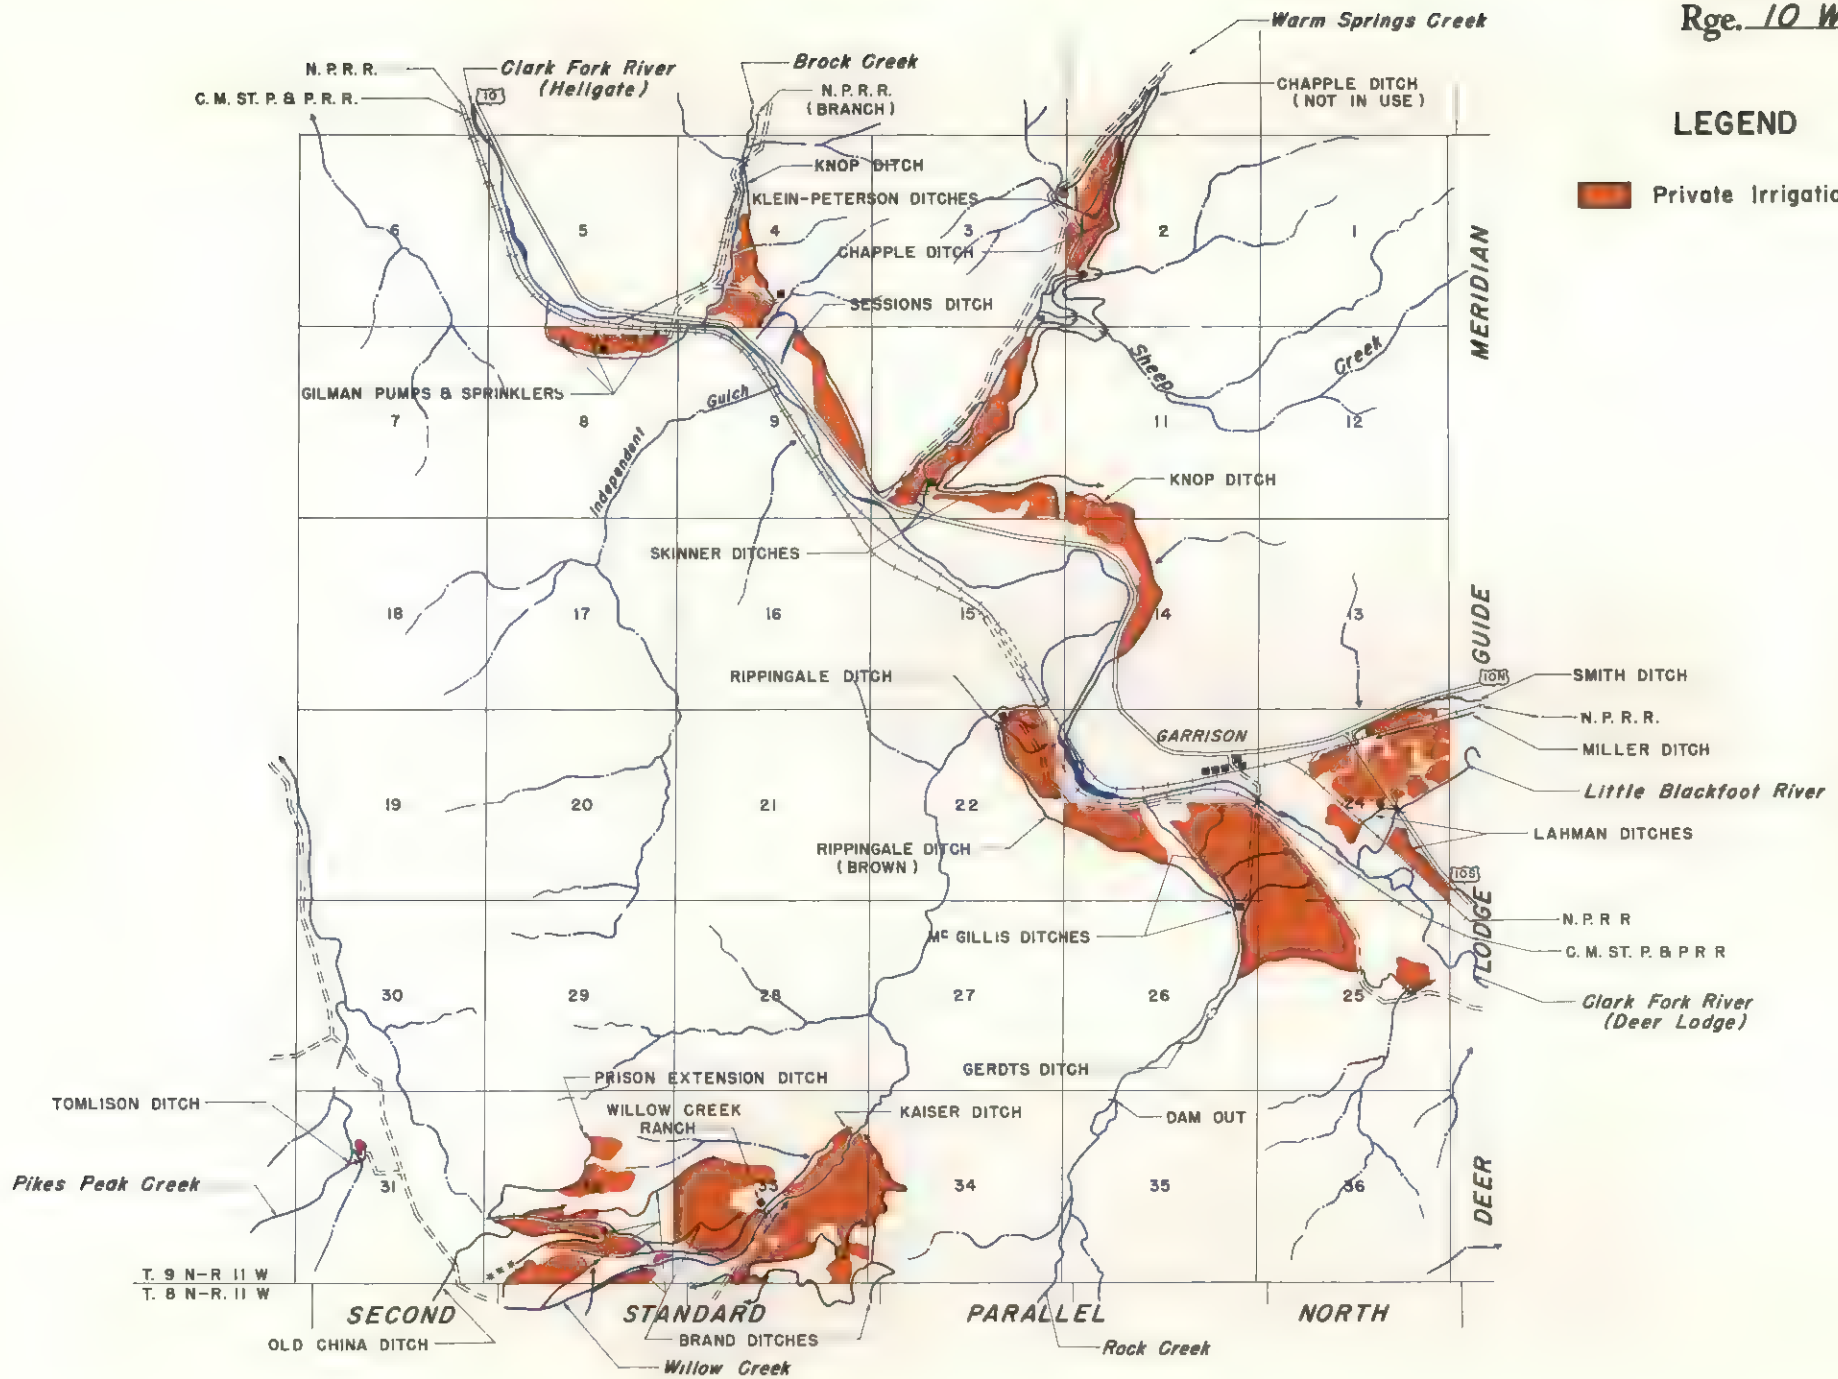 Rge. 10 W
Warm Springs Creek
Clark Fork River
(Hellgate)
Brock Creek
N. P. R. R.
C. M. ST. P. & P. R. R.
10
N. P. R. R.
(BRANCH)
CHAPPLE DITCH
(NOT IN USE)
LEGEND
Private Irrigatio
KNOP DITCH
KLEIN-PETERSON DITCHES
6
5
4
3
2
1
CHAPPLE DITCH
SESSIONS DITCH
MERIDIAN
Sheep
Creek
GILMAN PUMPS & SPRINKLERS
Gulch
Independent
7
8
9
11
12
KNOP DITCH
SKINNER DITCHES
18
17
16
15
14
13
GUIDE
RIPPINGALE DITCH
10N
SMITH DITCH
N. P. R. R.
GARRISON
MILLER DITCH
Little Blackfoot River
19
20
21
22
24
LAHMAN DITCHES
RIPPINGALE DITCH
(BROWN)
10S
LODGE
N. P. R R
Mc GILLIS DITCHES
C. M. ST. P. & P R R
30
29
28
27
26
25
Clark Fork River
(Deer Lodge)
GERDTS DITCH
PRISON EXTENSION DITCH
TOMLISON DITCH
WILLOW CREEK
RANCH
KAISER DITCH
DAM OUT
Pikes Peak Creek
31
33
34
35
36
DEER
T. 9 N-R 11 W
T. 8 N-R. 11 W
SECOND STANDARD PARALLEL NORTH
OLD CHINA DITCH
BRAND DITCHES
Willow Creek
Rock Creek